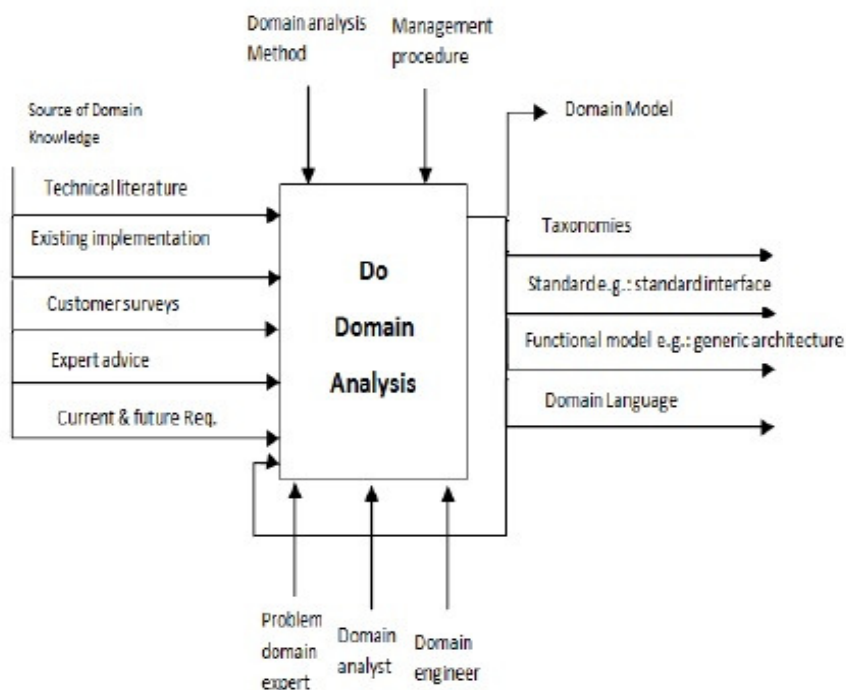 Domain analysis
Method
Management
procedure
Source of Domain
Knowledge
Domain Model
Technical literature
Existing implementation
Customer surveys
Expert advice
Current & future Req.
Do
Domain
Analysis
Taxonomies
Standard e.g.: standard interface
Functional model e.g.: generic architecture
Domain Language
Problem
domain
expert
Domain
analyst
Domain
engineer